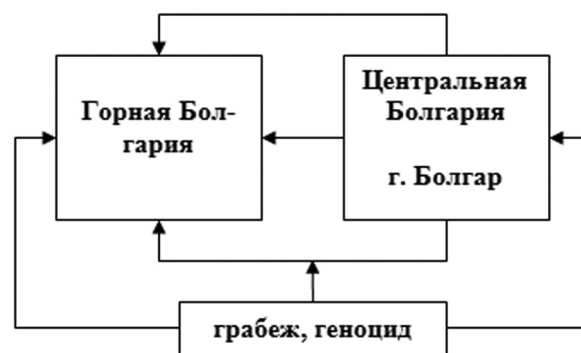 Горная Бол-
гария
Центральная
Болгария
г. Болгар
грабеж, геноцид